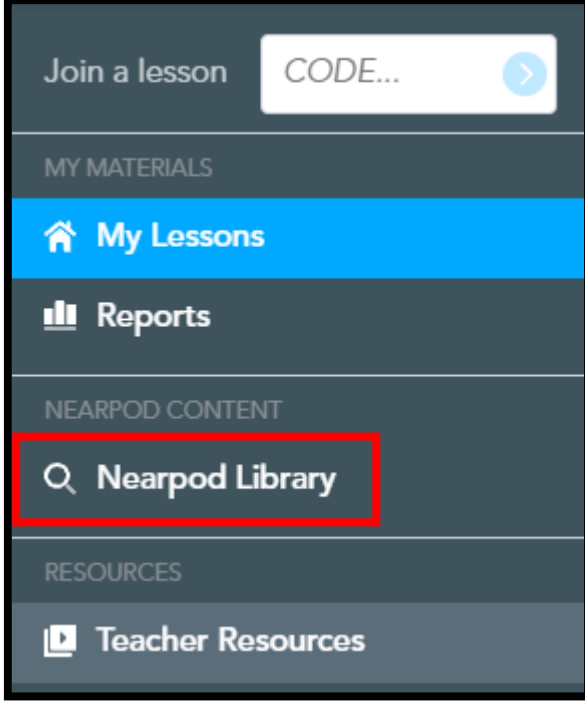 Join a lesson CODE...
MY MATERIALS
My Lessons
Reports
NEARPOD CONTENT
Nearpod Library
RESOURCES
Teacher Resources